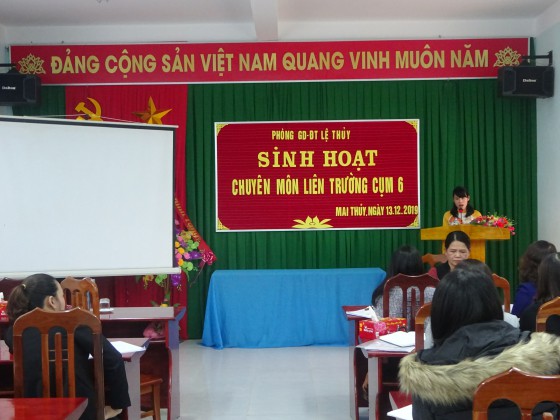 ĐẢNG CỘNG SẢN VIỆT NAM QUANG VINH MUÔN NĂM
PHÒNG GD-ĐT LỆ THỦY
SINH HOẠT
CHUYÊN MÔN LIÊN TRƯỜNG CỤM 6
MAI THỦY, NGÀY 13.12.2019